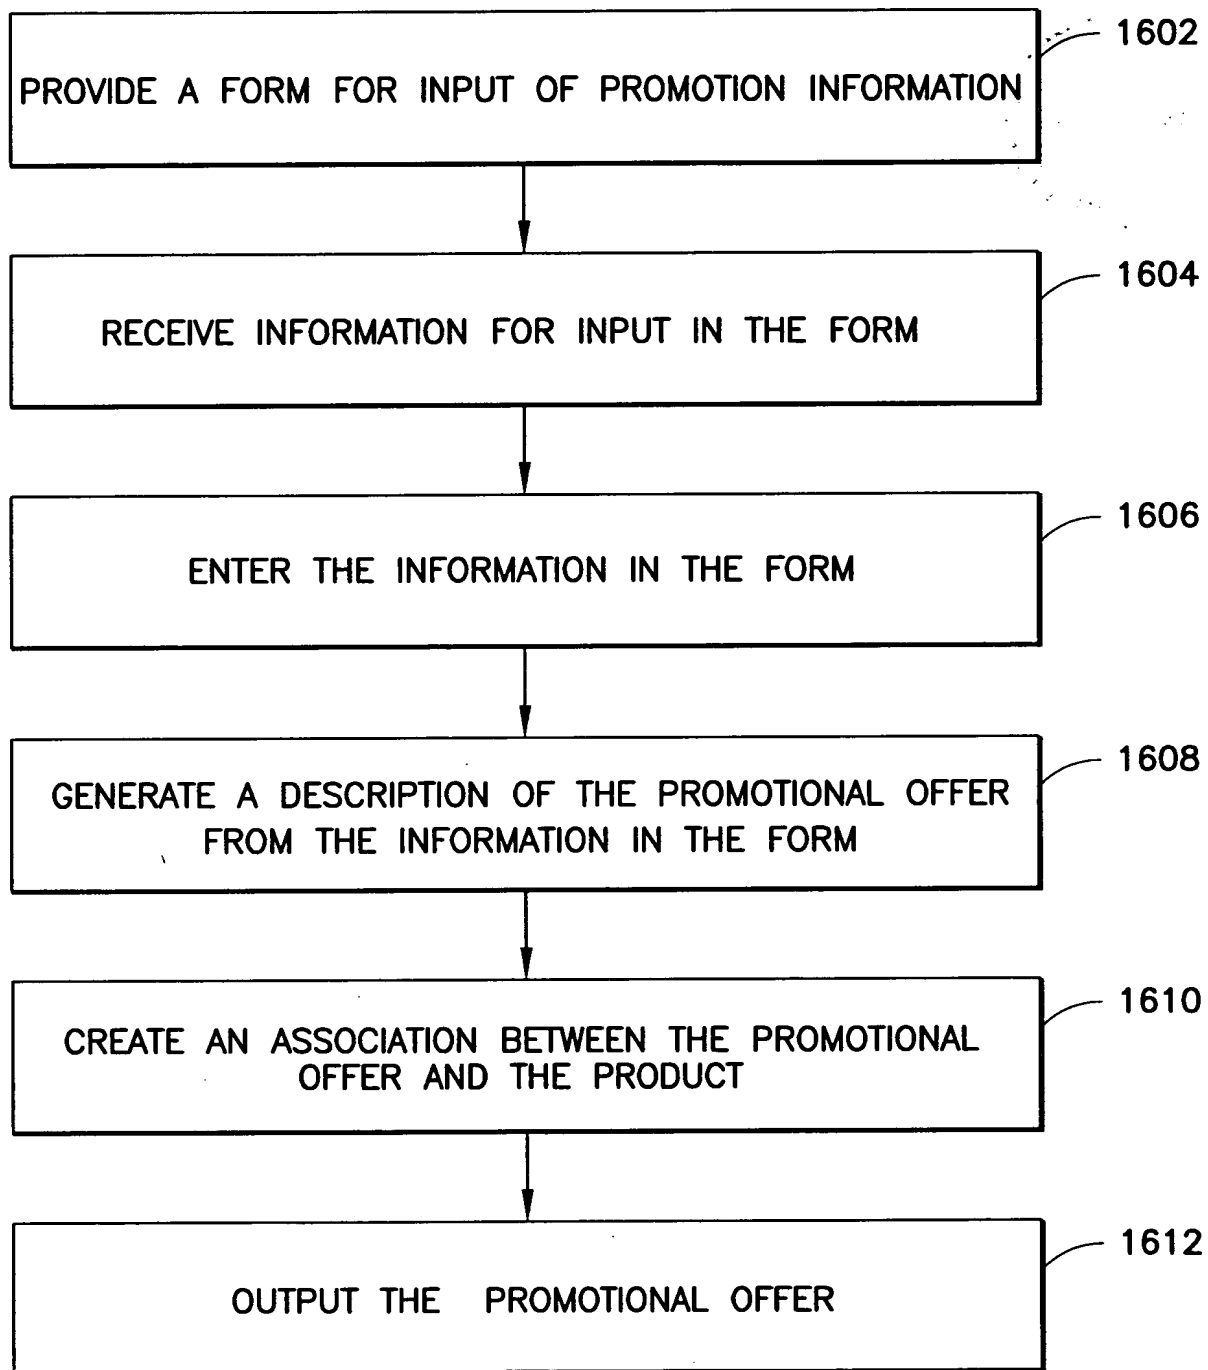 1602
PROVIDE A FORM FOR INPUT OF PROMOTION INFORMATION
1604
RECEIVE INFORMATION FOR INPUT IN THE FORM
1606
ENTER THE INFORMATION IN THE FORM
1608
GENERATE A DESCRIPTION OF THE PROMOTIONAL OFFER
FROM THE INFORMATION IN THE FORM
1610
CREATE AN ASSOCIATION BETWEEN THE PROMOTIONAL
OFFER AND THE PRODUCT
1612
OUTPUT THE PROMOTIONAL OFFER